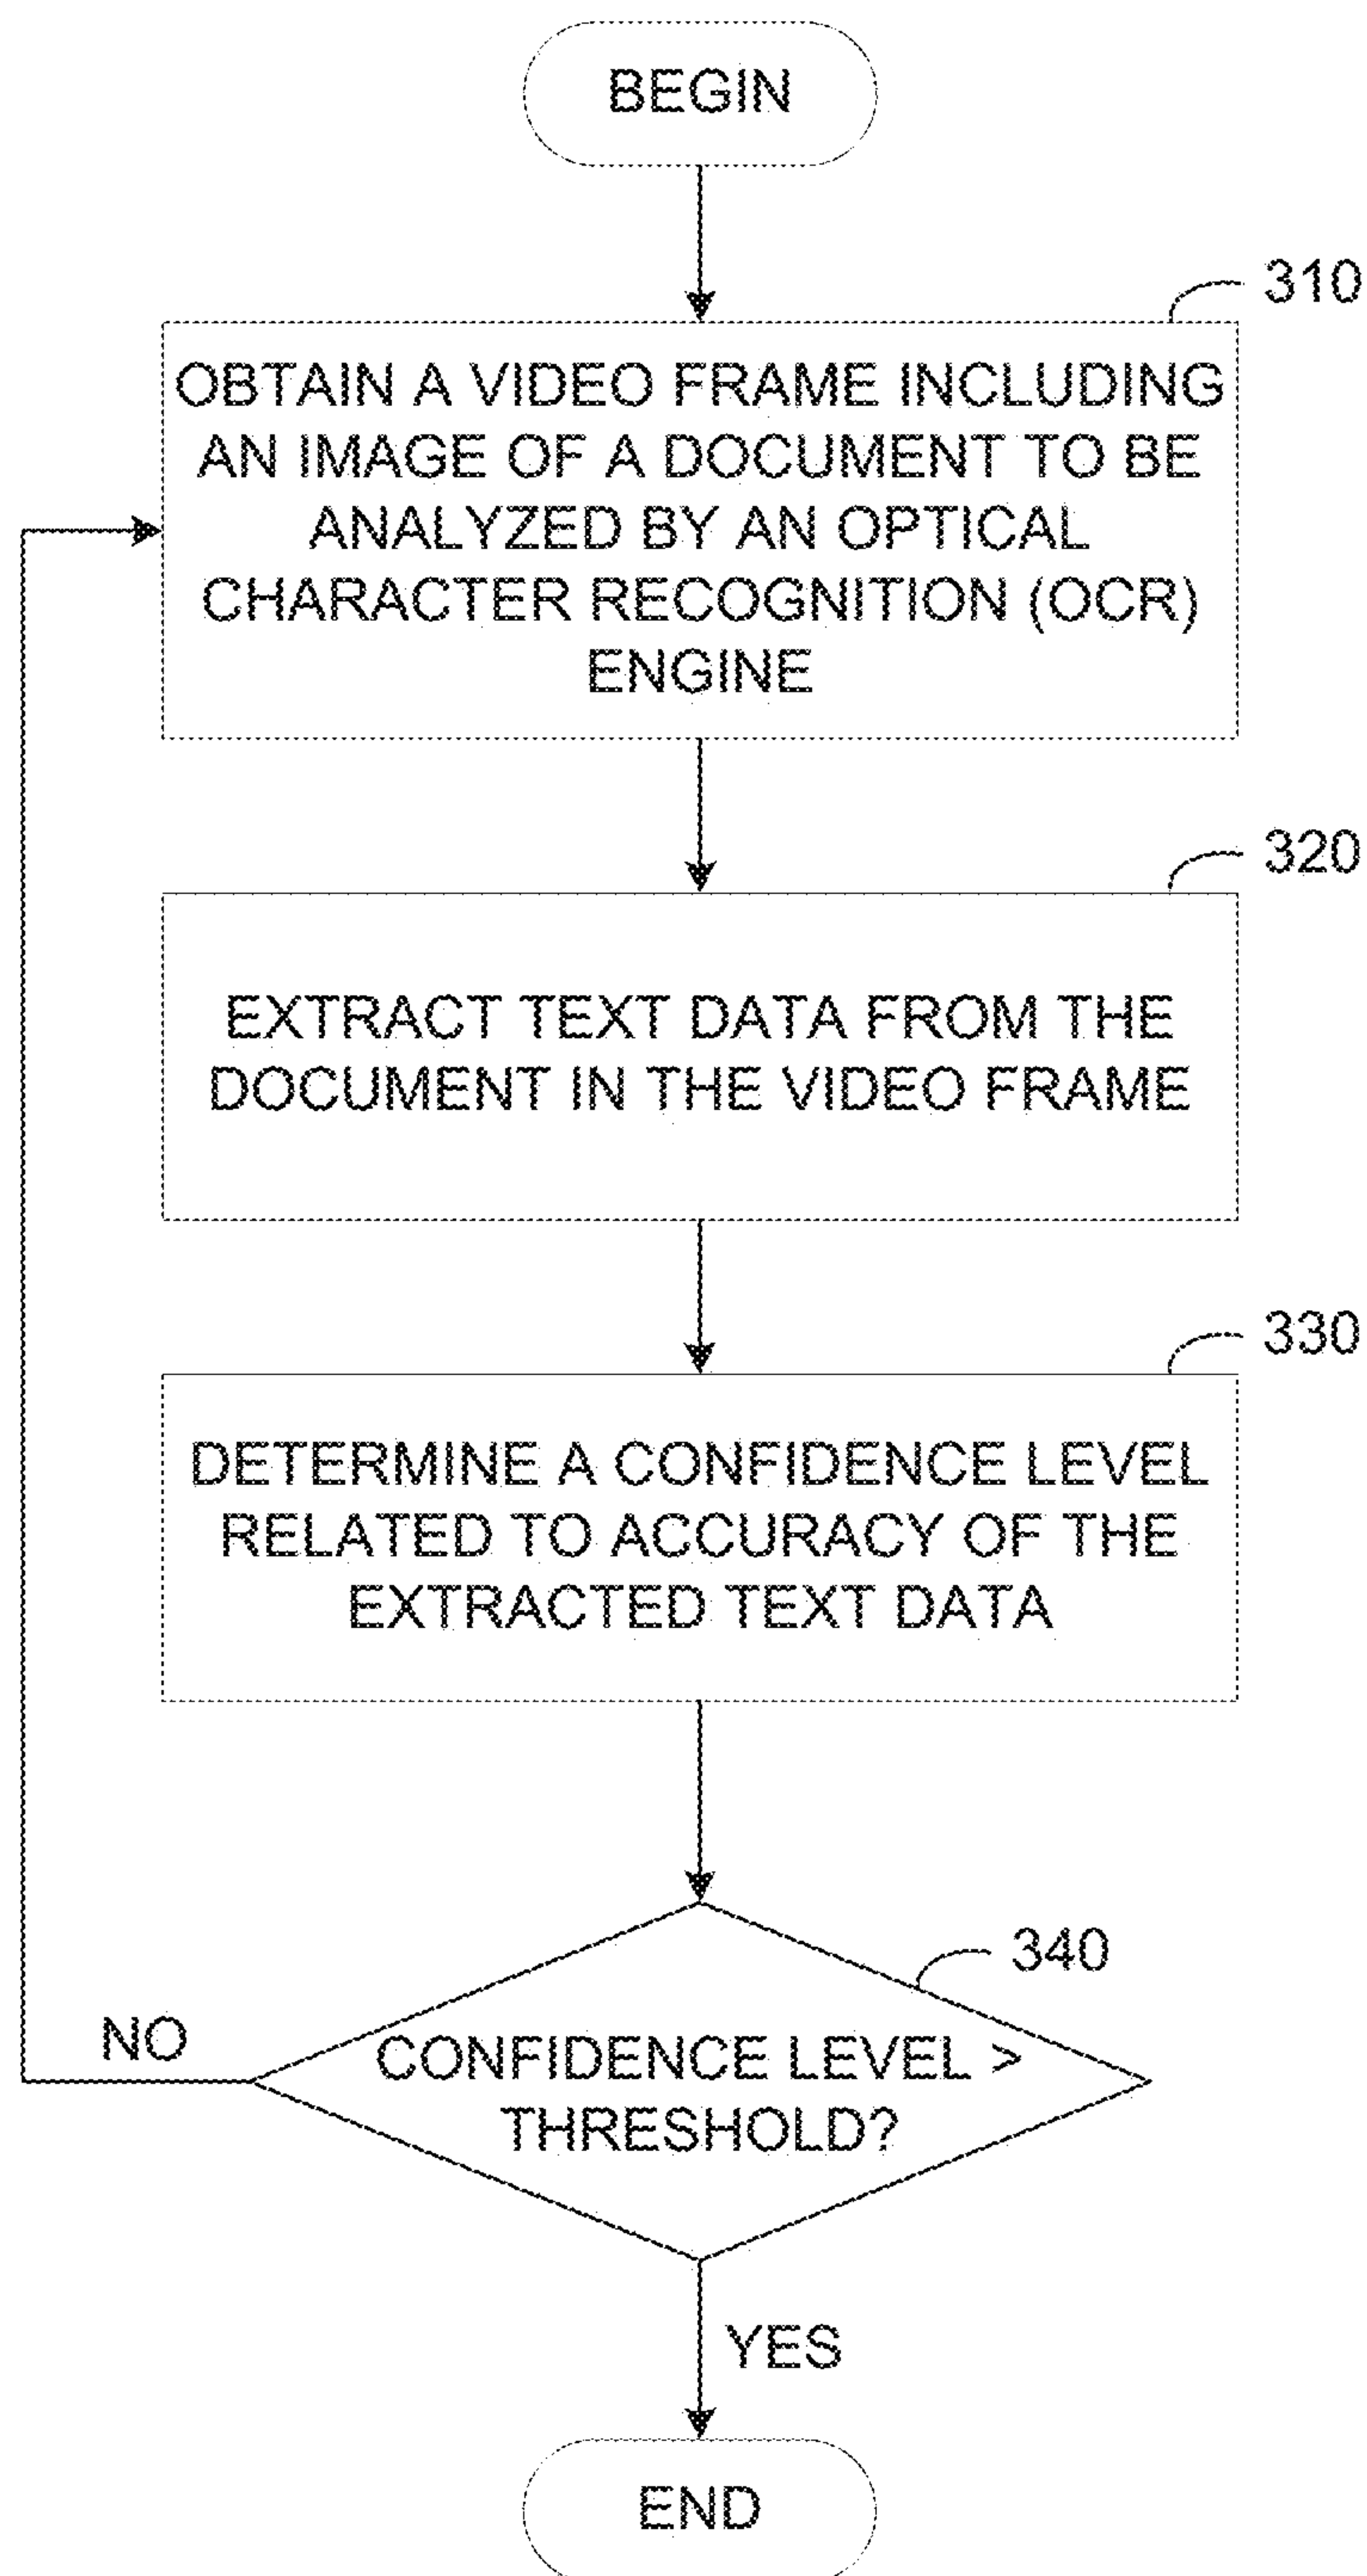 BEGIN
310
OBTAIN A VIDEO FRAME INCLUDING
AN IMAGE OF A DOCUMENT TO BE
ANALYZED BY AN OPTICAL
CHARACTER RECOGNITION (OCR)
ENGINE
320
EXTRACT TEXT DATA FROM THE
DOCUMENT IN THE VIDEO FRAME
330
DETERMINE A CONFIDENCE LEVEL
RELATED TO ACCURACY OF THE
EXTRACTED TEXT DATA
340
NO
CONFIDENCE LEVEL >
THRESHOLD?
YES
END